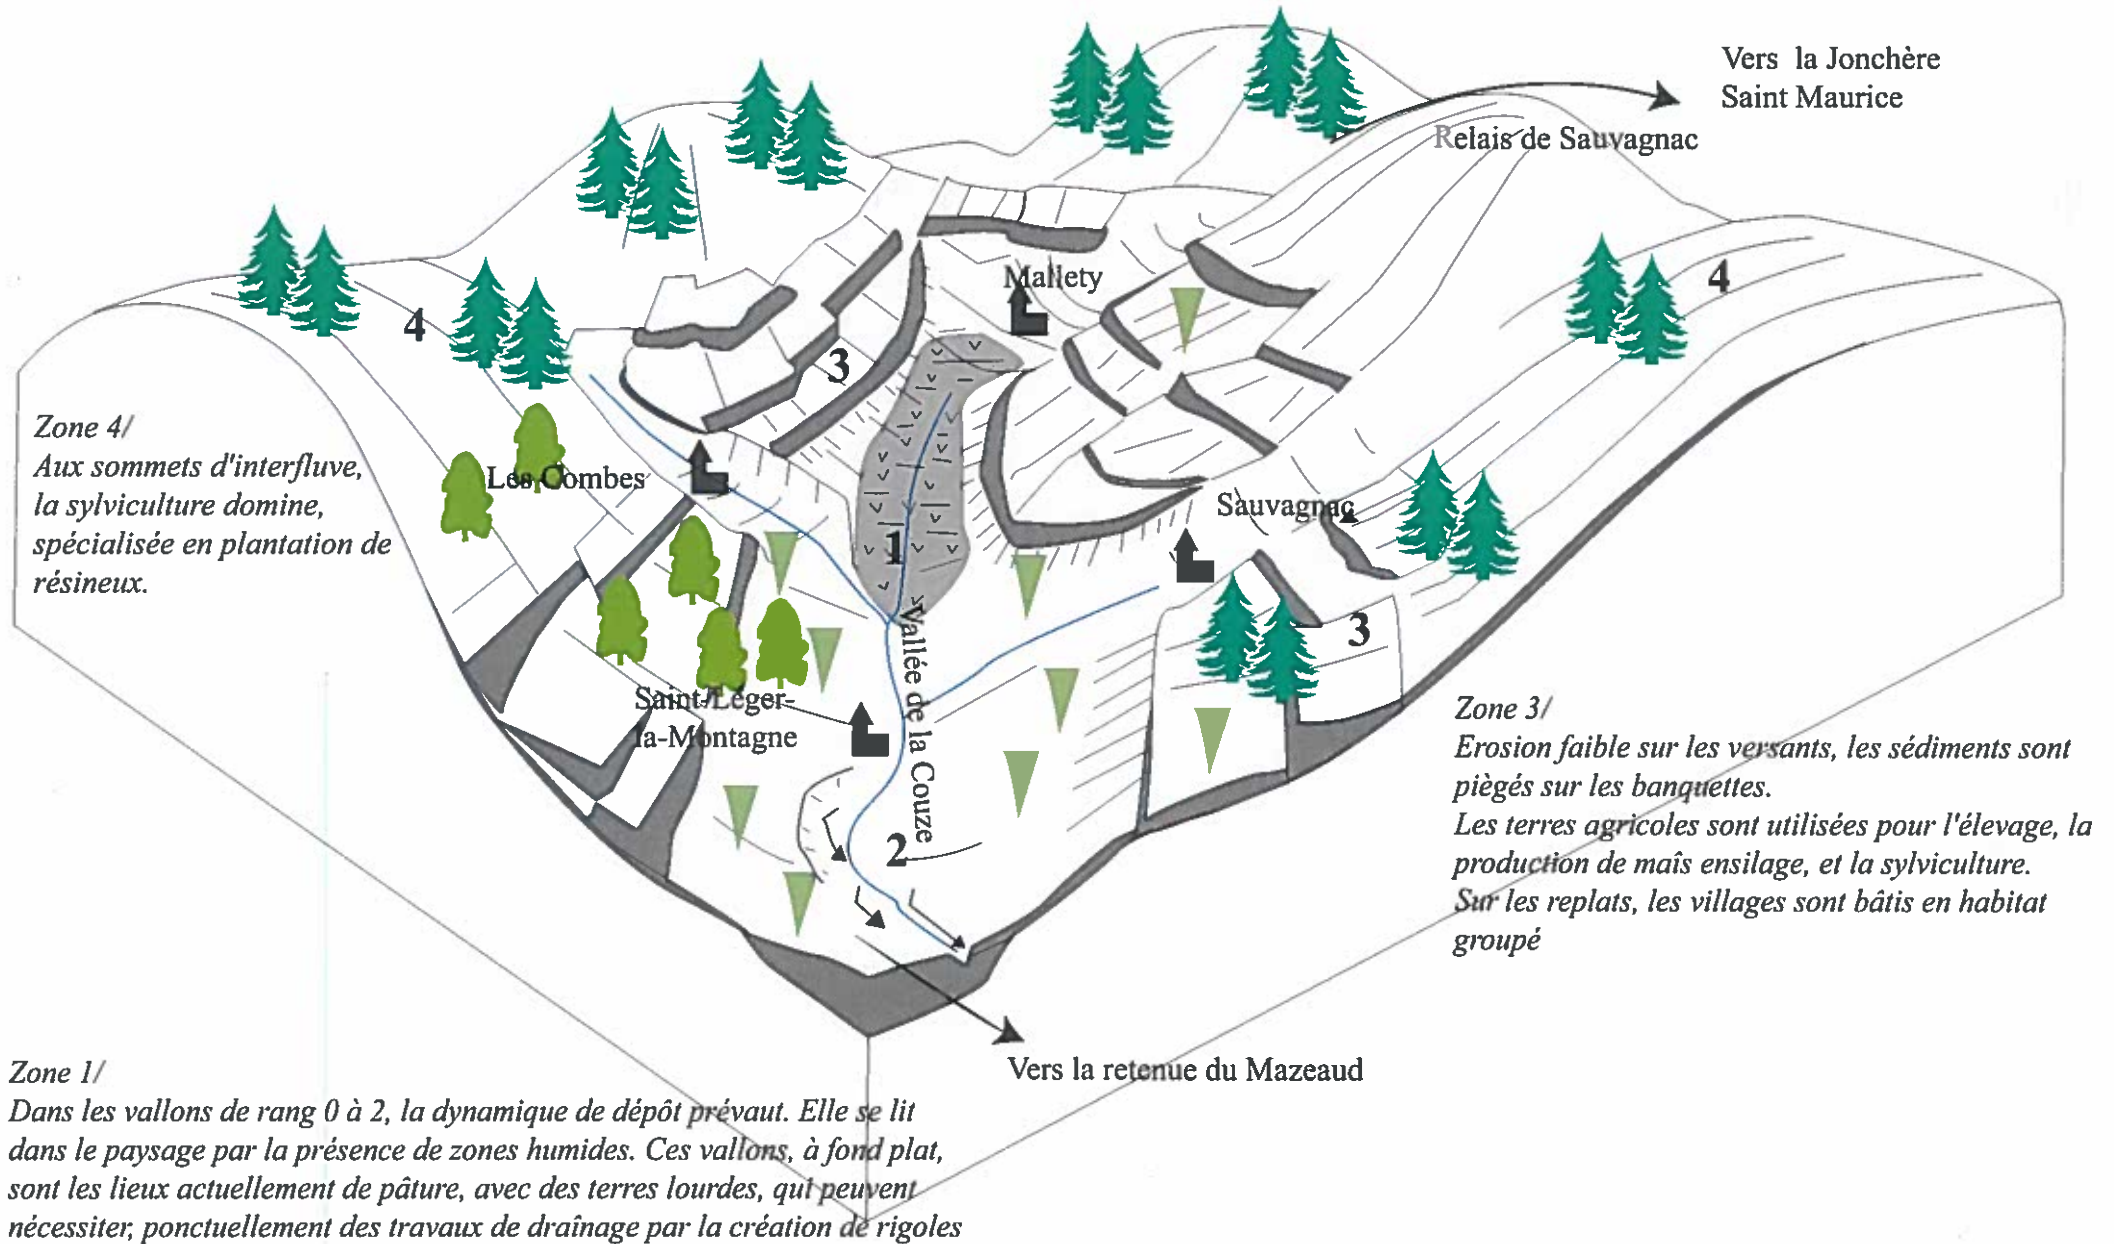 Vers la Jonchère
Saint Maurice
Relais de Sauvagnac
Mallety
4
4
3
Zone 4/
Aux sommets d'interfluve,
la sylviculture domine,
spécialisée en plantation de
résineux.
Les Combes
Sauvagnac
1
Vallée de la Couze
3
Saint-Léger-
la-Montagne
2
Zone 3/
Erosion faible sur les versants, les sédiments sont
piégés sur les banquettes.
Les terres agricoles sont utilisées pour l'élevage, la
production de maîs ensilage, et la sylviculture.
Sur les replats, les villages sont bâtis en habitat
groupé
Vers la retenue du Mazeaud
Zone 1/
Dans les vallons de rang 0 à 2, la dynamique de dépôt prévaut. Elle se lit
dans le paysage par la présence de zones humides. Ces vallons, à fond plat,
sont les lieux actuellement de pâture, avec des terres lourdes, qui peuvent
nécessiter, ponctuellement des travaux de draînage par la création de rigoles